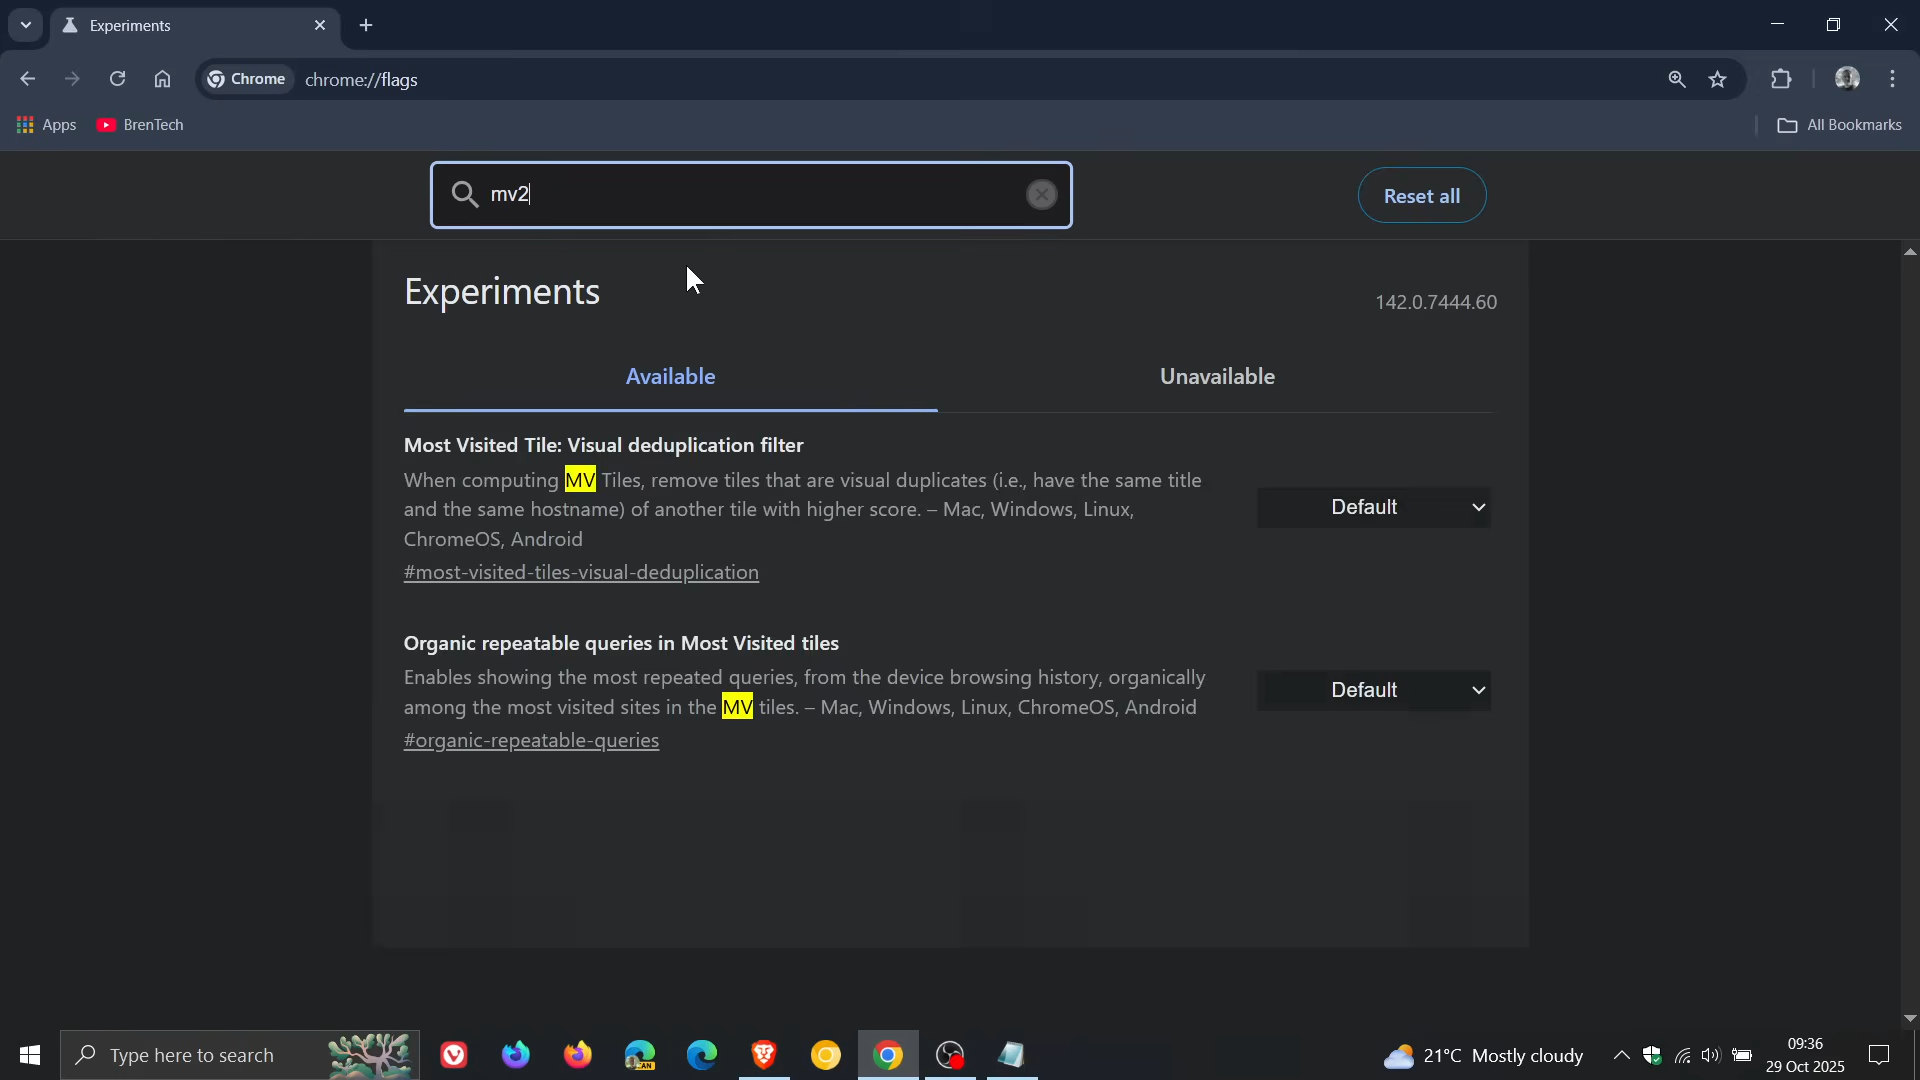 Experiments
Chrome
chrome://flags
Apps
BrenTech
All Bookmarks
mv2
Reset all
Experiments
142.0.7444.60
Available
Unavailable
Most Visited Tile: Visual deduplication filter
When computing MV Tiles, remove tiles that are visual duplicates (i.e., have the same title
and the same hostname) of another tile with higher score. – Mac, Windows, Linux,
ChromeOS, Android
#most-visited-tiles-visual-deduplication
Default
Organic repeatable queries in Most Visited tiles
Enables showing the most repeated queries, from the device browsing history, organically
among the most visited sites in the MV tiles. – Mac, Windows, Linux, ChromeOS, Android
#organic-repeatable-queries
Default
Type here to search
21°C Mostly cloudy
09:36
29 Oct 2025